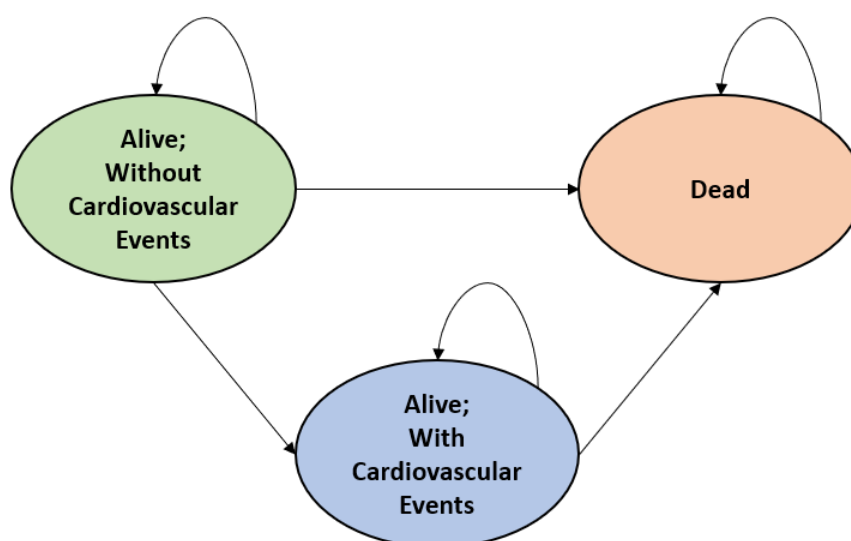 Alive;
Without
Cardiovascular
Events
Dead
Alive;
With
Cardiovascular
Events